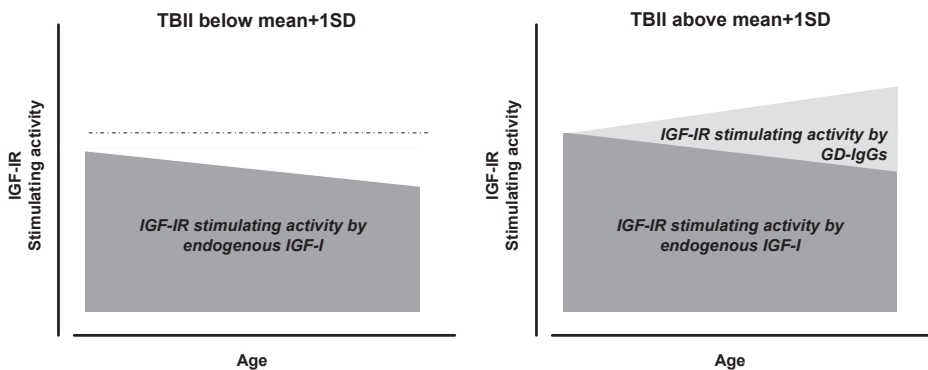 TBII below mean+1SD
IGF-IR
Stimulating activity
IGF-IR stimulating activity by
endogenous IGF-I
Age
TBII above mean+1SD
IGF-IR
Stimulating activity
IGF-IR stimulating activity by
GD-IgGs
IGF-IR stimulating activity by
endogenous IGF-I
Age